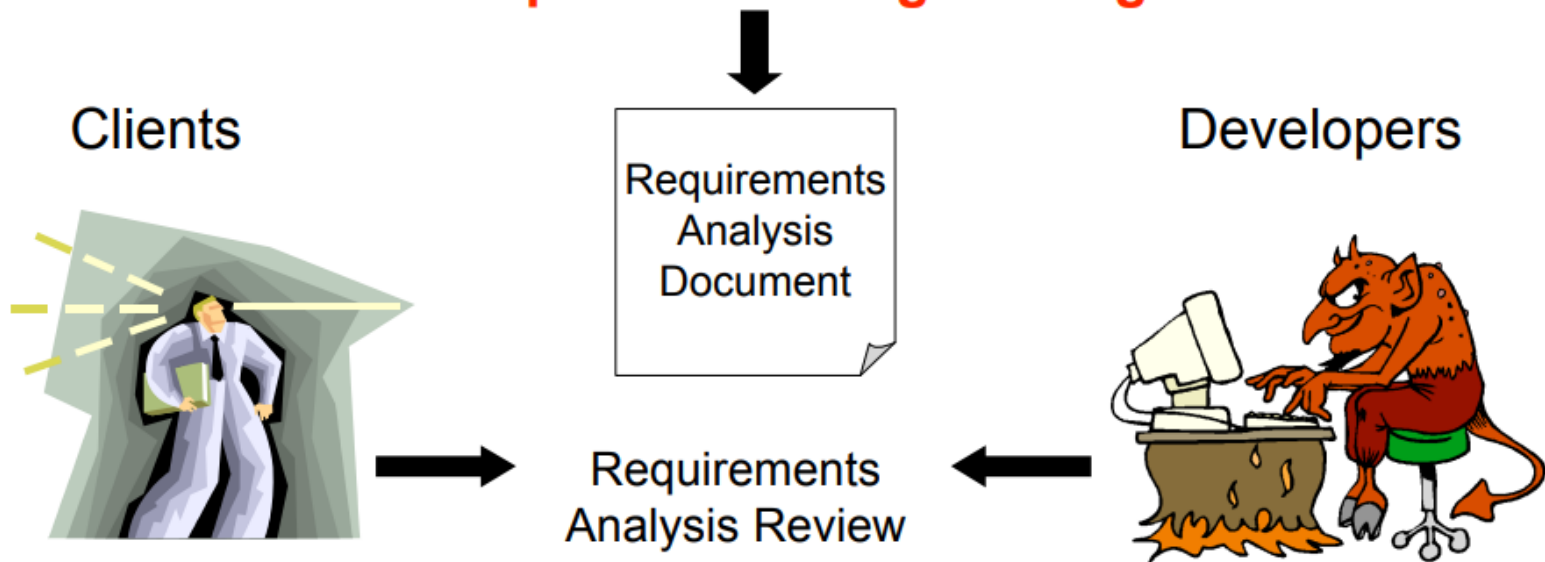 Clients
Developers
Requirements
Analysis
Document
Requirements
Analysis Review